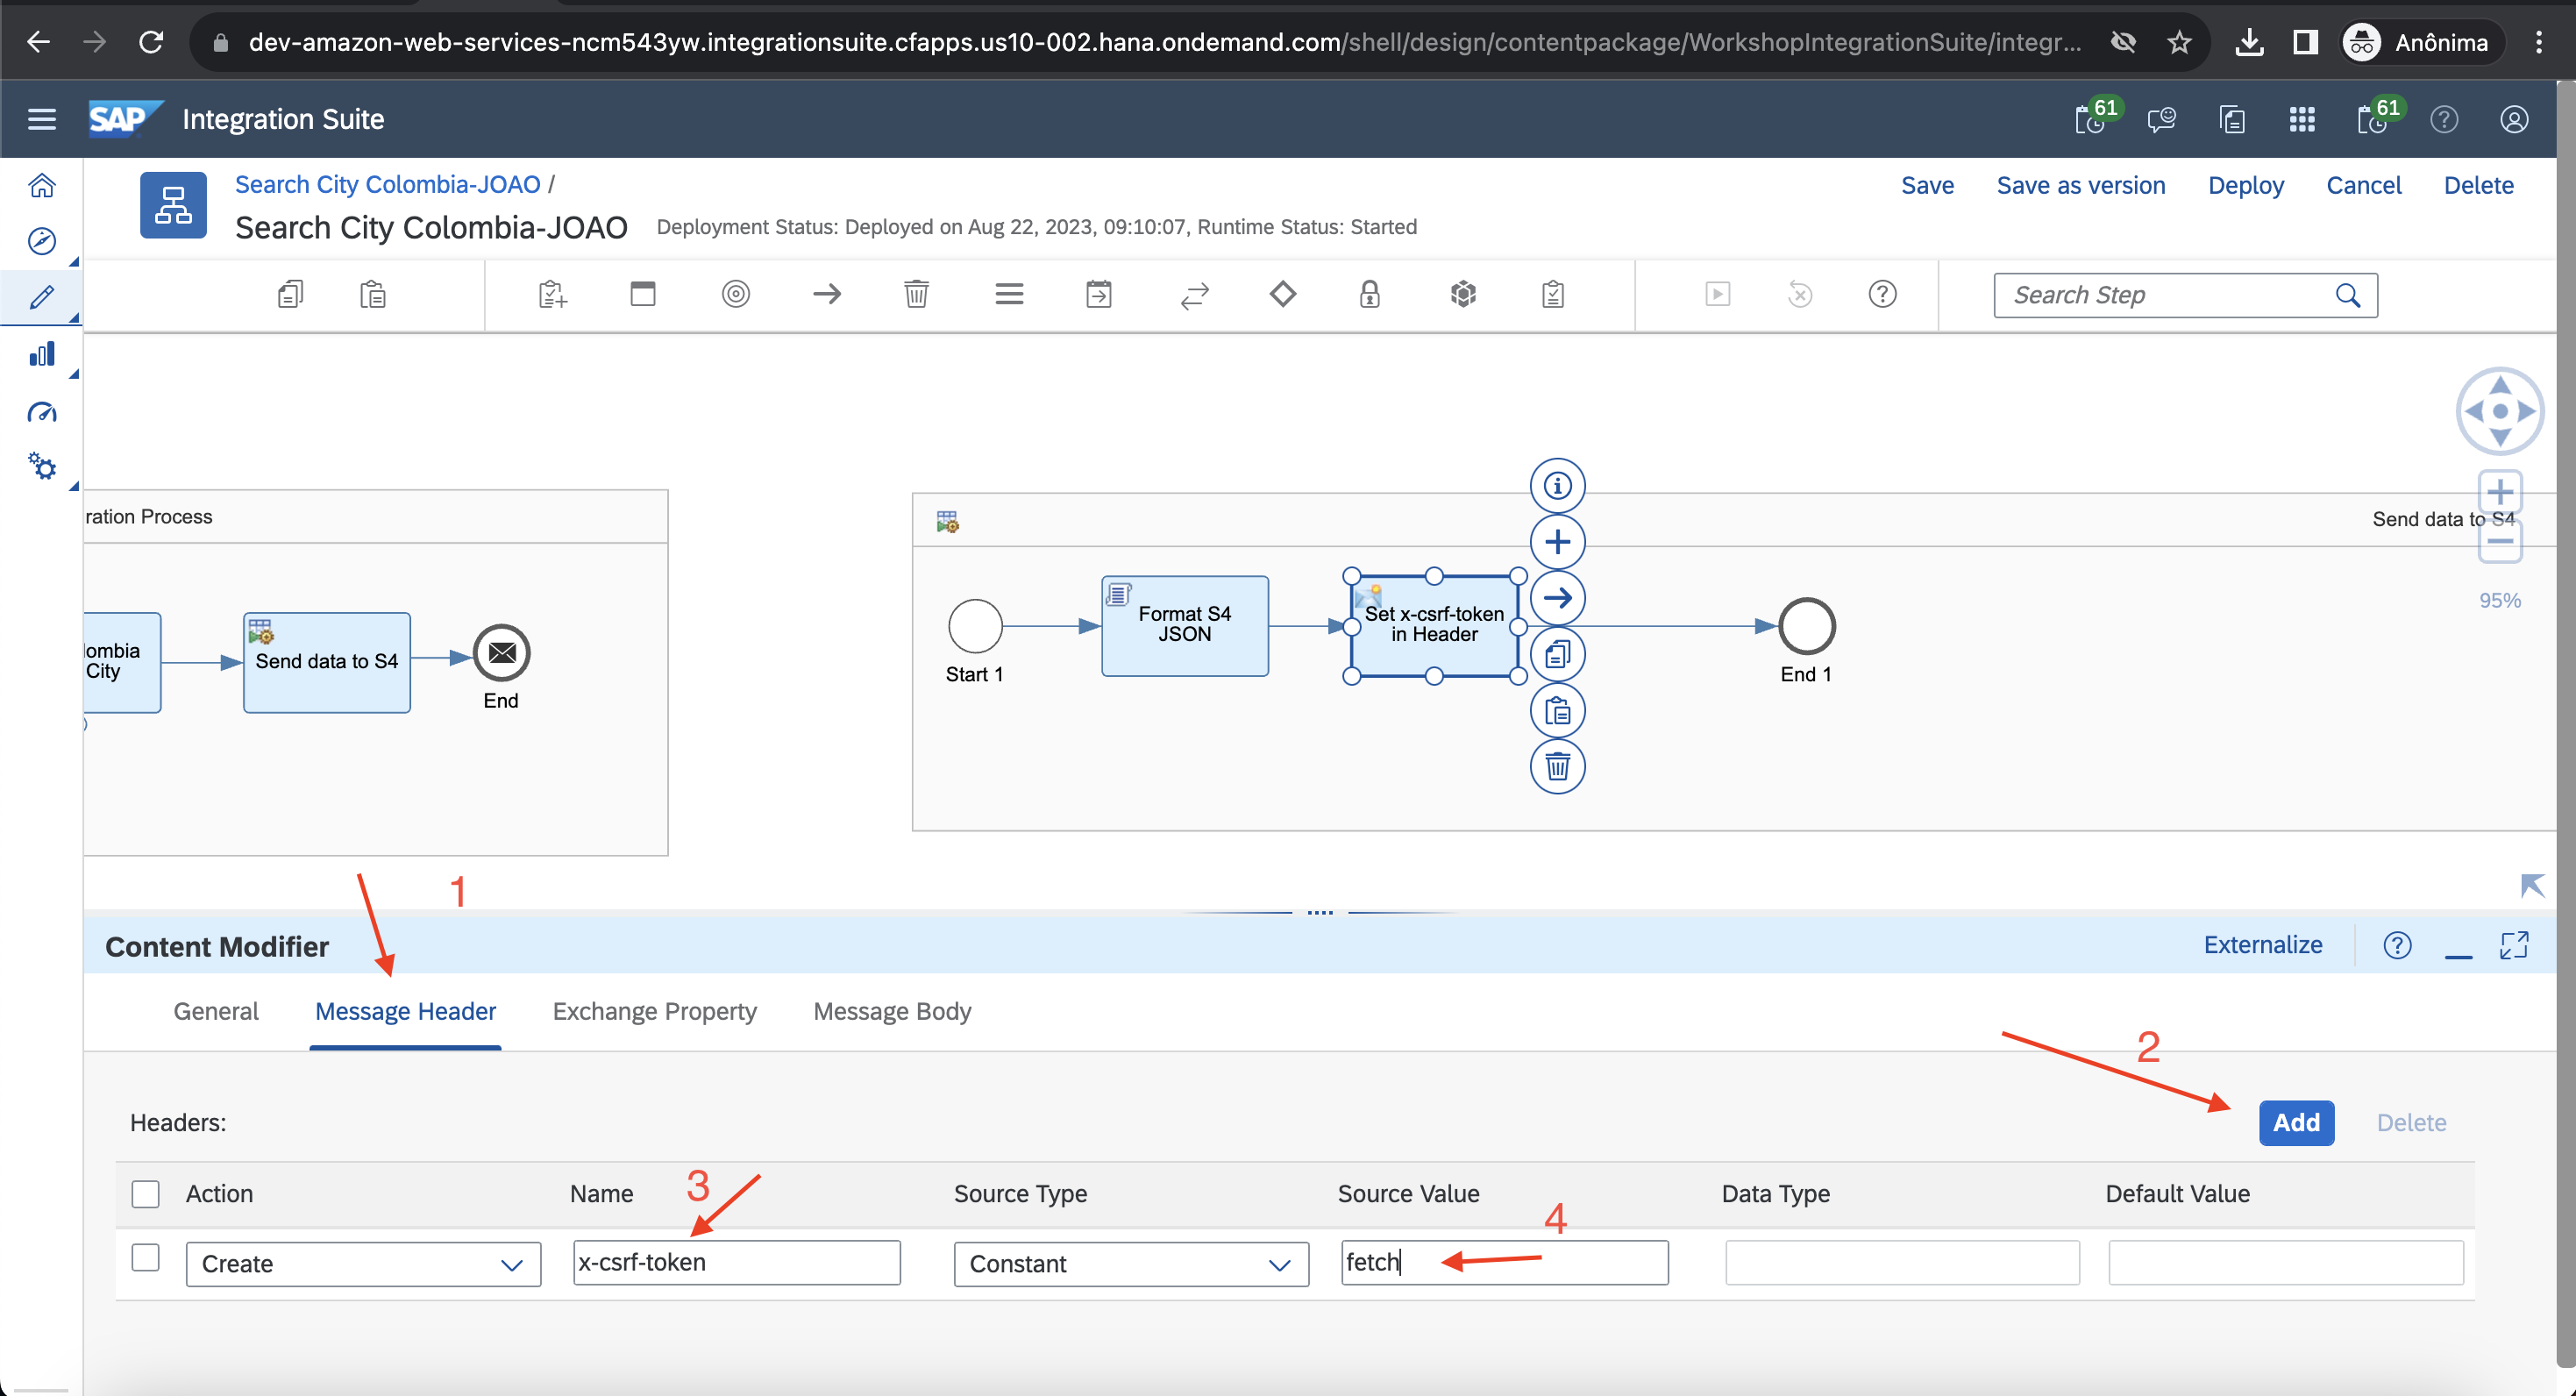 dev-amazon-web-services-ncm543yw.integrationsuite.cfapps.us10-002.hana.ondemand.com/shell/design/contentpackage/WorkshopIntegrationSuite/integr...
Anônima
SAP Integration Suite
61
61
Search City Colombia-JOAO /
Save Save as version Deploy Cancel Delete
Search City Colombia-JOAO Deployment Status: Deployed on Aug 22, 2023, 09:10:07, Runtime Status: Started
Search Step
ration Process
Send data to S4
lombia
City
Send data to S4
End
Start 1
Format S4
JSON
Set x-csrf-token
in Header
End 1
95%
1
Content Modifier
Externalize
General Message Header Exchange Property Message Body
2
Headers:
Add Delete
3
4
Action Name Source Type Source Value Data Type Default Value
Create x-csrf-token Constant fetch